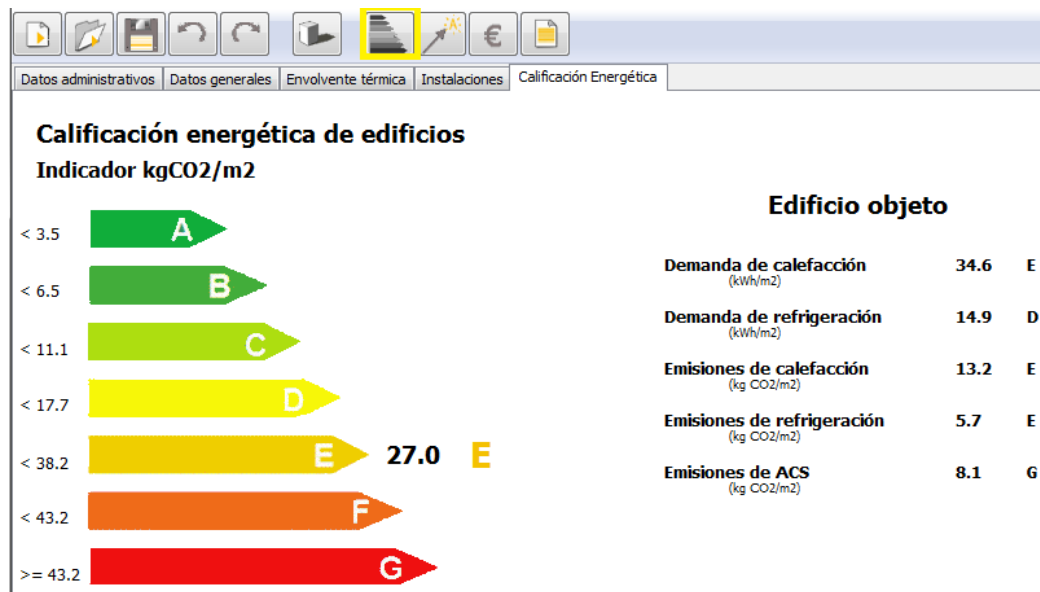 Datos administrativos Datos generales Envolvente térmica Instalaciones Calificación Energética
Calificación energética de edificios
Indicador kgCO2/m2
Edificio objeto
< 3.5 A
< 6.5 B
< 11.1 C
< 17.7 D
< 38.2 E 27.0 E
< 43.2 F
>= 43.2 G
Demanda de calefacción 34.6 E
(kWh/m2)
Demanda de refrigeración 14.9 D
(kWh/m2)
Emisiones de calefacción 13.2 E
(kg CO2/m2)
Emisiones de refrigeración 5.7 E
(kg CO2/m2)
Emisiones de ACS 8.1 G
(kg CO2/m2)